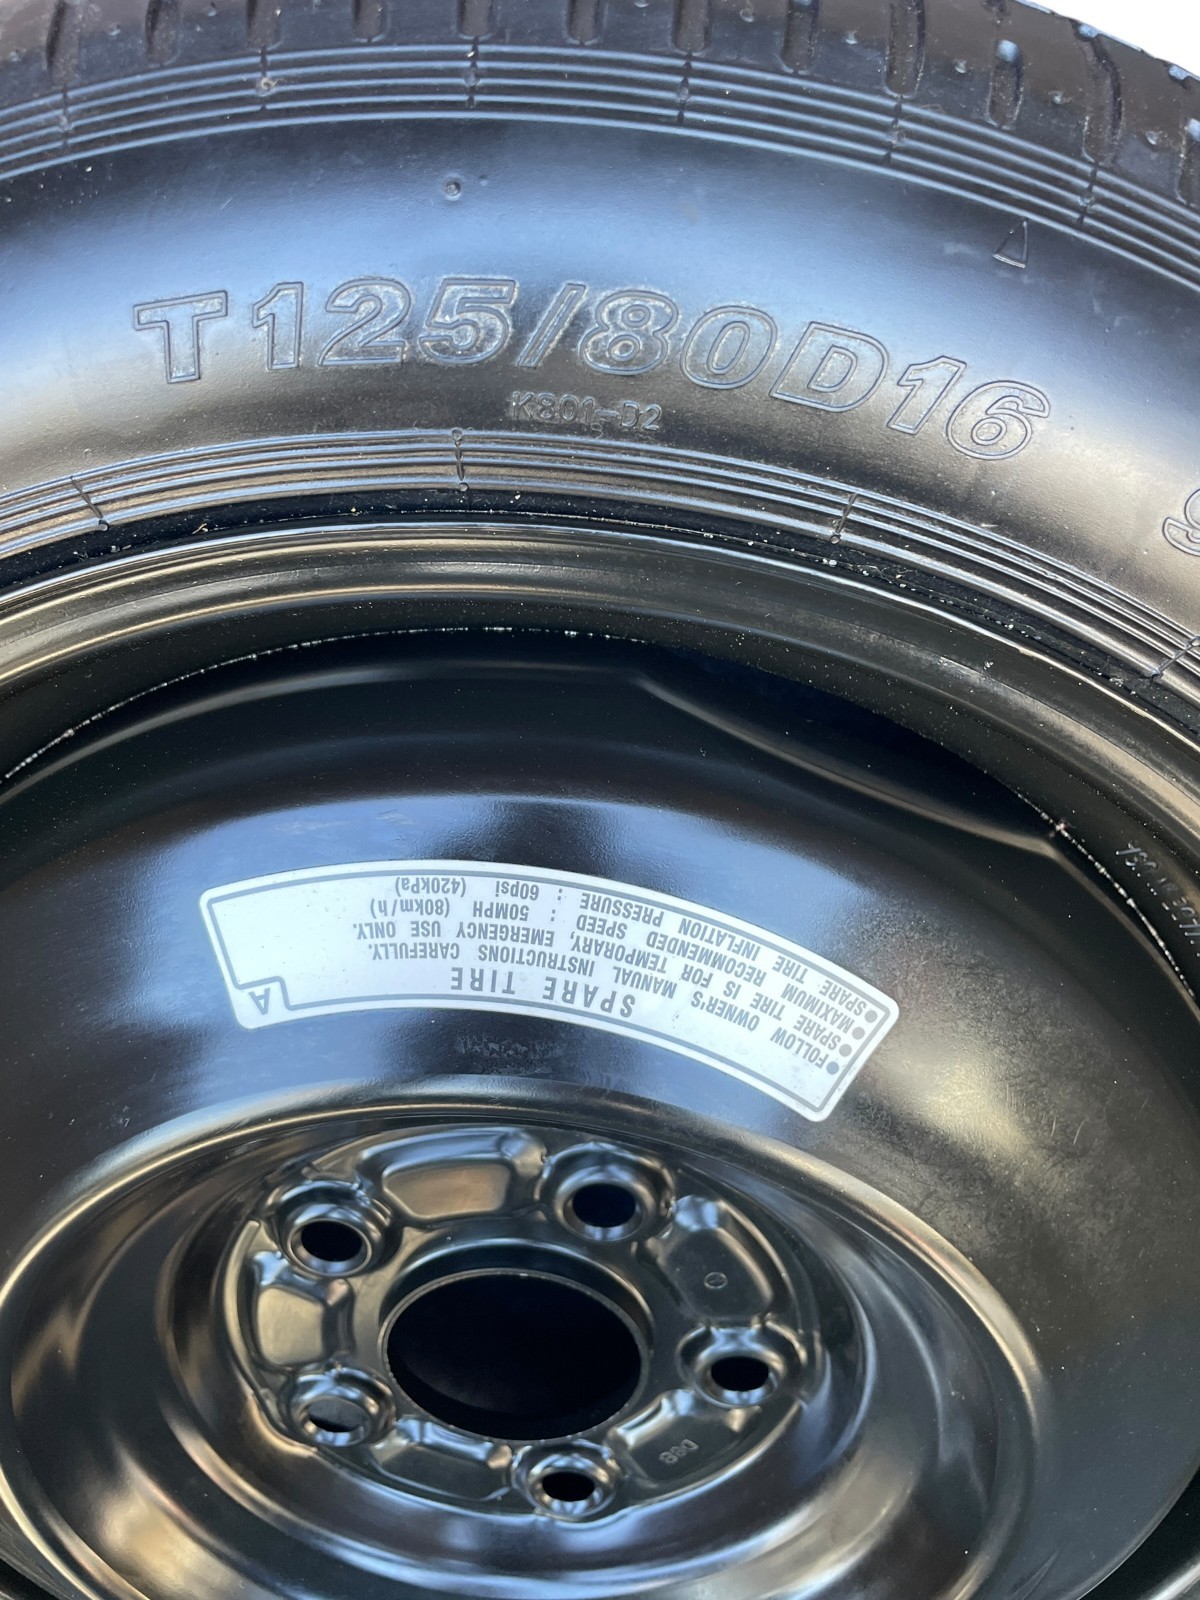 T125/80D16
K801-D2
SPARE TIRE
FOLLOW OWNER'S MANUAL INSTRUCTIONS CAREFULLY.
● SPARE TIRE IS FOR TEMPORARY, EMERGENCY USE ONLY.
● MAXIMUM RECOMMENDED SPEED : 50MPH (80km/h)
● SPARE TIRE INFLATION PRESSURE : 60psi (420kPa)
A